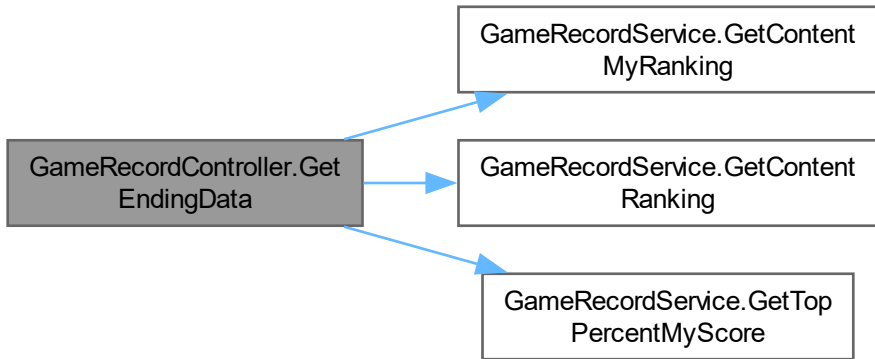 GameRecordService.GetContent
MyRanking
GameRecordController.Get
EndingData
GameRecordService.GetContent
Ranking
GameRecordService.GetTop
PercentMyScore